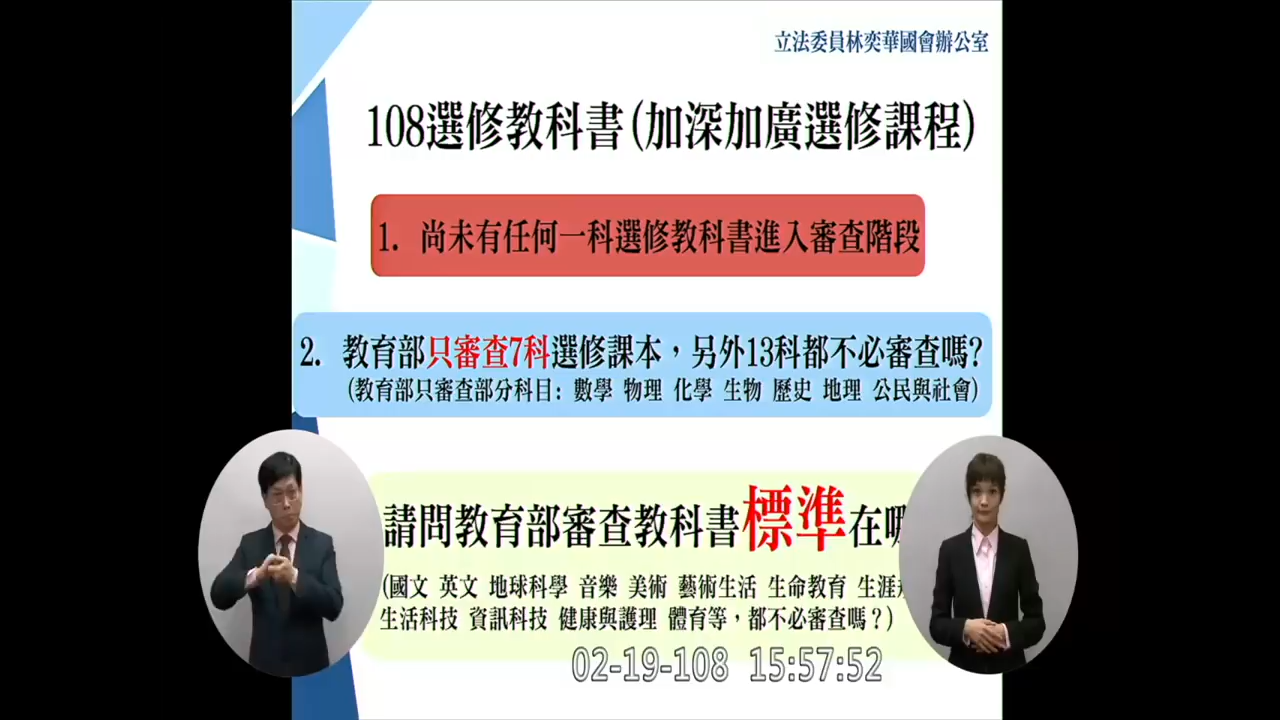 立法委員林奕華國會辦公室
108選修教科書(加深加廣選修課程)
1. 尚未有任何一科選修教科書進入審查階段
2. 教育部只審查7科選修課本，另外13科都不必審查嗎?
(教育部只審查部分科目: 數學 物理 化學 生物 歷史 地理 公民與社會)
請問教育部審查教科書標準在
(國文 英文 地球科學 音樂 美術 藝術生活 生命教育 生涯
生活科技 資訊科技 健康與護理 體育等，都不必審查嗎？)
02-19-108 15:57:52